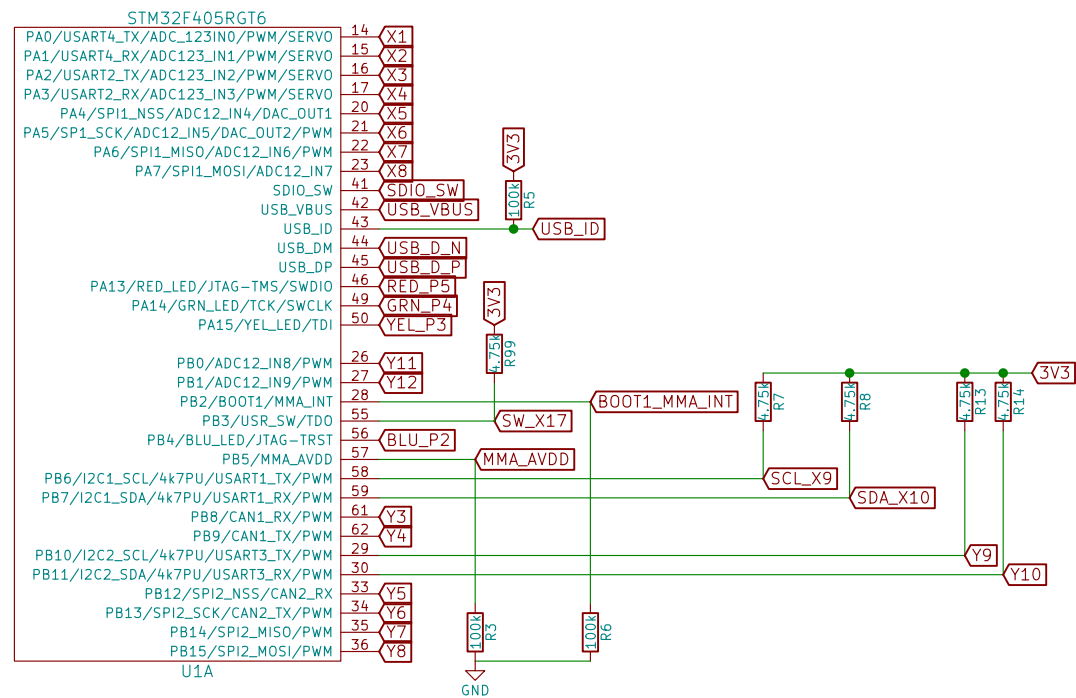 STM32F405RGT6
PA0/USART4_TX/ADC_123IN0/PWM/SERVO 14 X1
PA1/USART4_RX/ADC123_IN1/PWM/SERVO 15 X2
PA2/USART2_TX/ADC123_IN2/PWM/SERVO 16 X3
PA3/USART2_RX/ADC123_IN3/PWM/SERVO 17 X4
PA4/SPI1_NSS/ADC12_IN4/DAC_OUT1 20 X5
PA5/SP1_SCK/ADC12_IN5/DAC_OUT2/PWM 21 X6
PA6/SPI1_MISO/ADC12_IN6/PWM 22 X7
3V3
PA7/SPI1_MOSI/ADC12_IN7 23 X8
SDIO_SW 41 SDIO_SW
100k R5
USB_VBUS 42 USB_VBUS
USB_ID 43 USB_ID
USB_DM 44 USB_D_N
USB_DP 45 USB_D_P
PA13/RED_LED/JTAG-TMS/SWDIO 46 RED_P5
3V3
PA14/GRN_LED/TCK/SWCLK 49 GRN_P4
PA15/YEL_LED/TDI 50 YEL_P3
4.75k R99
PB0/ADC12_IN8/PWM 26 Y11
3V3
PB1/ADC12_IN9/PWM 27 Y12
4.75k R7 4.75k R8 4.75k R13 4.75k R14
PB2/BOOT1/MMA_INT 28 BOOT1_MMA_INT
PB3/USR_SW/TDO 55 SW_X17
PB4/BLU_LED/JTAG-TRST 56 BLU_P2
PB5/MMA_AVDD 57 MMA_AVDD
PB6/I2C1_SCL/4k7PU/USART1_TX/PWM 58 SCL_X9
PB7/I2C1_SDA/4k7PU/USART1_RX/PWM 59 SDA_X10
PB8/CAN1_RX/PWM 61 Y3
PB9/CAN1_TX/PWM 62 Y4
PB10/I2C2_SCL/4k7PU/USART3_TX/PWM 29 Y9
PB11/I2C2_SDA/4k7PU/USART3_RX/PWM 30 Y10
PB12/SPI2_NSS/CAN2_RX 33 Y5
PB13/SPI2_SCK/CAN2_TX/PWM 34 Y6
PB14/SPI2_MISO/PWM 35 Y7
100k R3 100k R6
PB15/SPI2_MOSI/PWM 36 Y8
U1A
GND